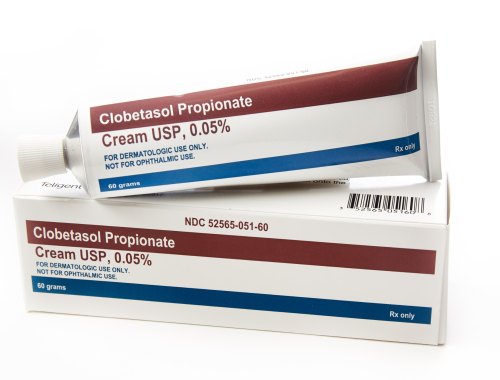 Clobetasol Propionate
Cream USP, 0.05%
FOR DERMATOLOGIC USE ONLY.
NOT FOR OPHTHALMIC USE.
60 grams
Rx only
Teligent
NDC 52565-051-60
Clobetasol Propionate
Cream USP, 0.05%
FOR DERMATOLOGIC USE ONLY.
NOT FOR OPHTHALMIC USE.
60 grams
Rx only